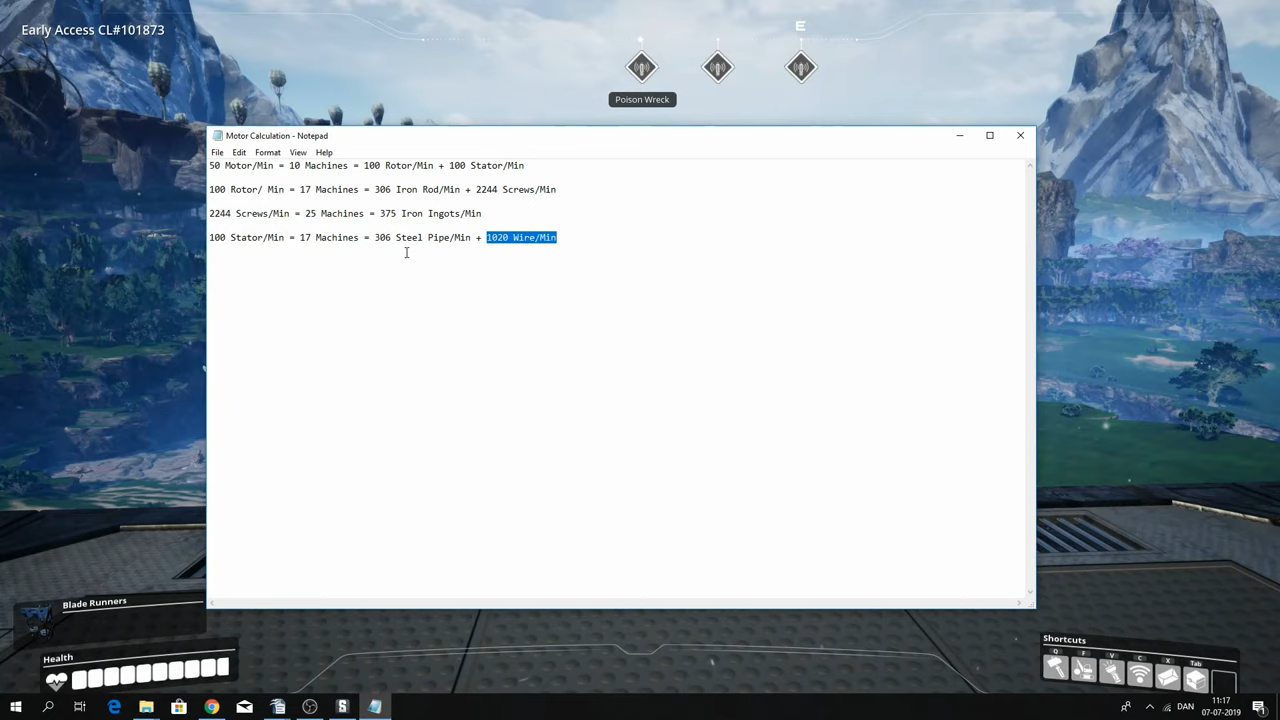 Early Access CL#101873
E
Poison Wreck
Motor Calculation - Notepad
File Edit Format View Help
50 Motor/Min = 10 Machines = 100 Rotor/Min + 100 Stator/Min
100 Rotor/ Min = 17 Machines = 306 Iron Rod/Min + 2244 Screws/Min
2244 Screws/Min = 25 Machines = 375 Iron Ingots/Min
100 Stator/Min = 17 Machines = 306 Steel Pipe/Min + 1020 Wire/Min
Blade Runners
Health
Shortcuts
Q F V C X Tab
DAN
11:17
07-07-2019
1